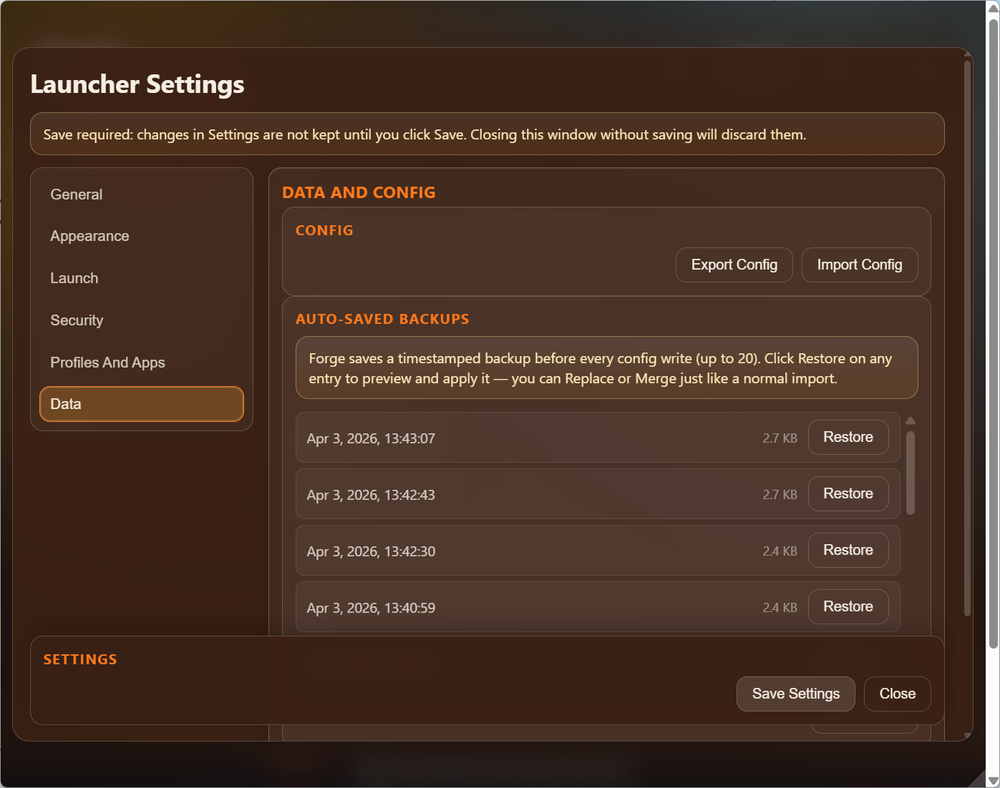 Launcher Settings
Save required: changes in Settings are not kept until you click Save. Closing this window without saving will discard them.
General
Appearance
Launch
Security
Profiles And Apps
Data
DATA AND CONFIG
CONFIG
Export Config
Import Config
AUTO-SAVED BACKUPS
Forge saves a timestamped backup before every config write (up to 20). Click Restore on any
entry to preview and apply it — you can Replace or Merge just like a normal import.
Apr 3, 2026, 13:43:07 2.7 KB Restore
Apr 3, 2026, 13:42:43 2.7 KB Restore
Apr 3, 2026, 13:42:30 2.4 KB Restore
Apr 3, 2026, 13:40:59 2.4 KB Restore
SETTINGS
Save Settings
Close